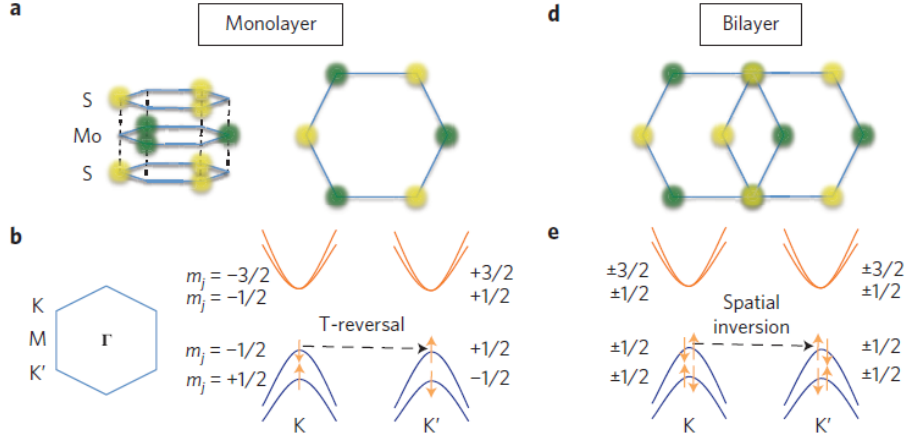 a
Monolayer
S
Mo
S
d
Bilayer
b
K
M
Γ
K′
m_j = −3/2
m_j = −1/2
+3/2
+1/2
T-reversal
m_j = −1/2
m_j = +1/2
+1/2
−1/2
K
K′
e
±3/2
±1/2
±3/2
±1/2
Spatial
inversion
±1/2
±1/2
±1/2
±1/2
K
K′